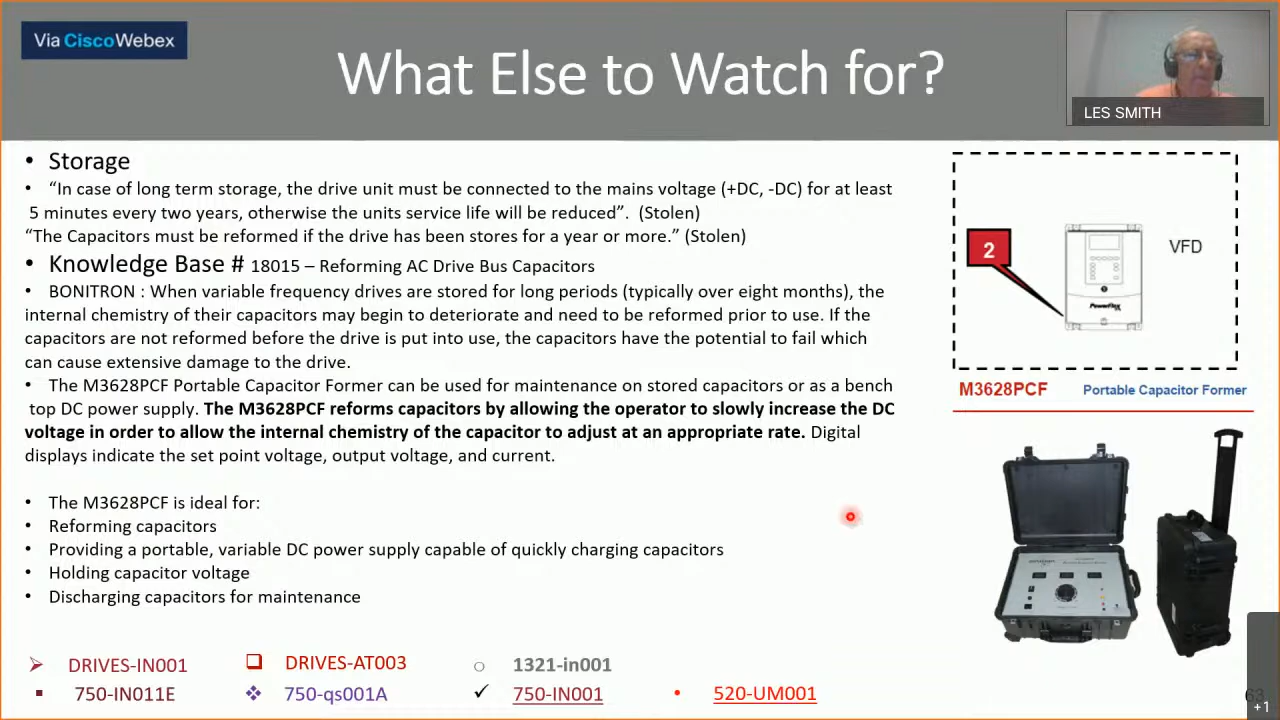 Via CiscoWebex
What Else to Watch for?
LES SMITH
• Storage
• “In case of long term storage, the drive unit must be connected to the mains voltage (+DC, -DC) for at least
5 minutes every two years, otherwise the units service life will be reduced”. (Stolen)
“The Capacitors must be reformed if the drive has been stores for a year or more.” (Stolen)
• Knowledge Base # 18015 – Reforming AC Drive Bus Capacitors
• BONITRON : When variable frequency drives are stored for long periods (typically over eight months), the
internal chemistry of their capacitors may begin to deteriorate and need to be reformed prior to use. If the
capacitors are not reformed before the drive is put into use, the capacitors have the potential to fail which
can cause extensive damage to the drive.
• The M3628PCF Portable Capacitor Former can be used for maintenance on stored capacitors or as a bench
top DC power supply. The M3628PCF reforms capacitors by allowing the operator to slowly increase the DC
voltage in order to allow the internal chemistry of the capacitor to adjust at an appropriate rate. Digital
displays indicate the set point voltage, output voltage, and current.
• The M3628PCF is ideal for:
• Reforming capacitors
• Providing a portable, variable DC power supply capable of quickly charging capacitors
• Holding capacitor voltage
• Discharging capacitors for maintenance
2
VFD
PowerFlex
M3628PCF Portable Capacitor Former
DRIVES-IN001 DRIVES-AT003 1321-in001
750-IN011E 750-qs001A 750-IN001 520-UM001
63
+1